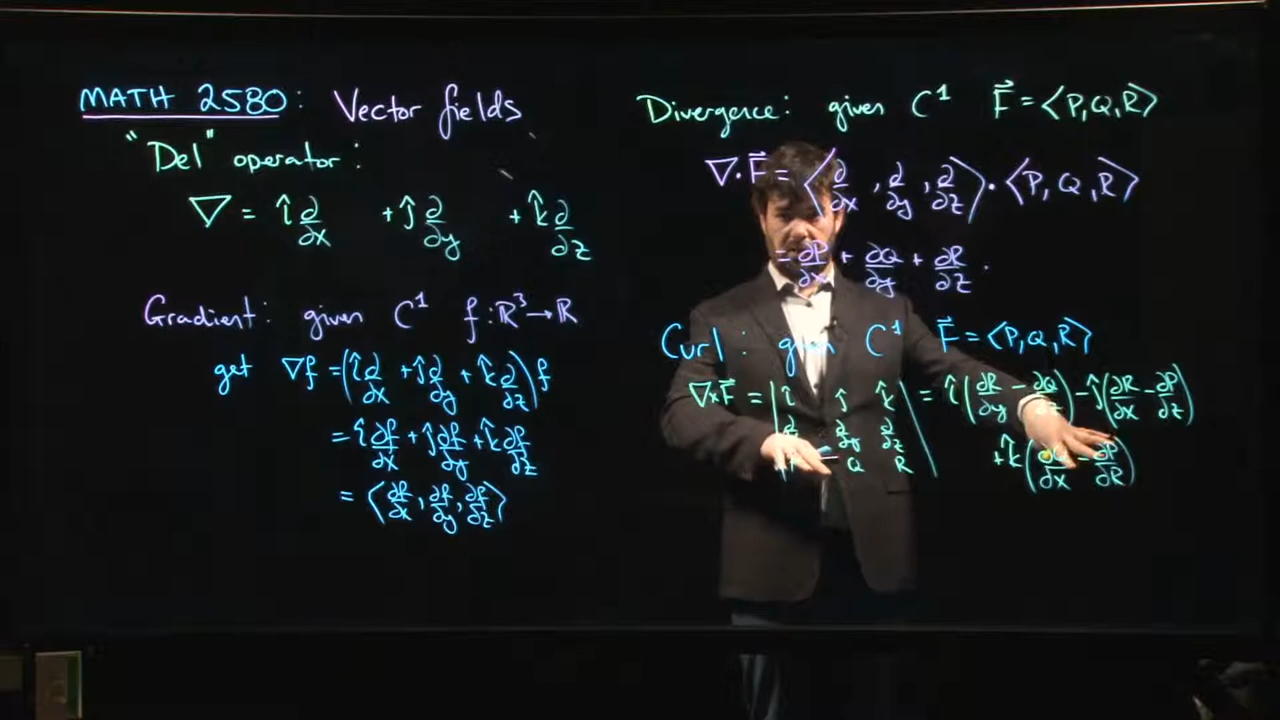 MATH 2580: Vector fields
"Del" operator:
∇ = î ∂/∂x + ĵ ∂/∂y + k̂ ∂/∂z
Gradient: given C¹ f: ℝ³→ℝ
get ∇f = (î ∂/∂x + ĵ ∂/∂y + k̂ ∂/∂z) f
= î ∂f/∂x + ĵ ∂f/∂y + k̂ ∂f/∂z
= ⟨∂f/∂x, ∂f/∂y, ∂f/∂z⟩
Divergence: given C¹ F⃗ = ⟨P,Q,R⟩
∇·F⃗ = ⟨∂/∂x, ∂/∂y, ∂/∂z⟩ · ⟨P, Q, R⟩
= ∂P/∂x + ∂Q/∂y + ∂R/∂z.
Curl: given C¹ F⃗ = ⟨P,Q,R⟩
∇×F⃗ = | î ĵ k̂ | = î(∂R/∂y − ∂Q/∂z) − ĵ(∂R/∂x − ∂P/∂z)
∂ ∂/∂y ∂/∂z
Q R + k̂(∂Q/∂x − ∂P/∂R)